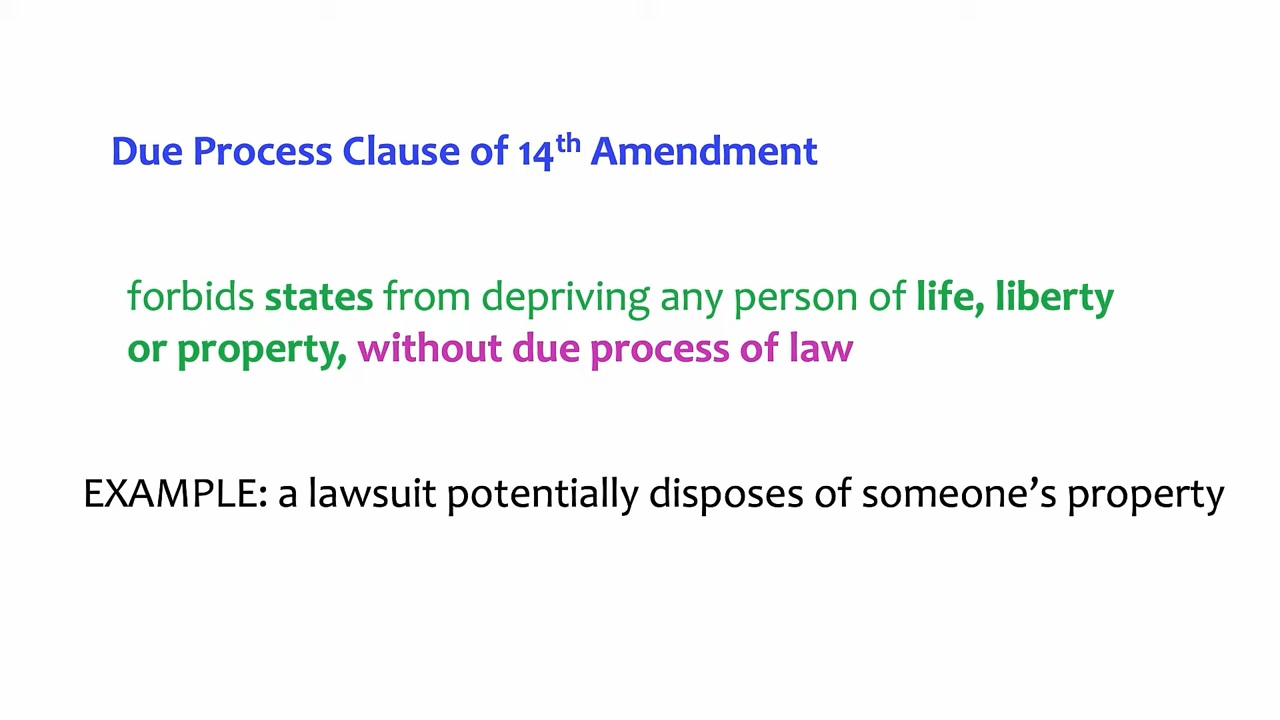 Due Process Clause of 14th Amendment
forbids states from depriving any person of life, liberty
or property, without due process of law
EXAMPLE: a lawsuit potentially disposes of someone’s property